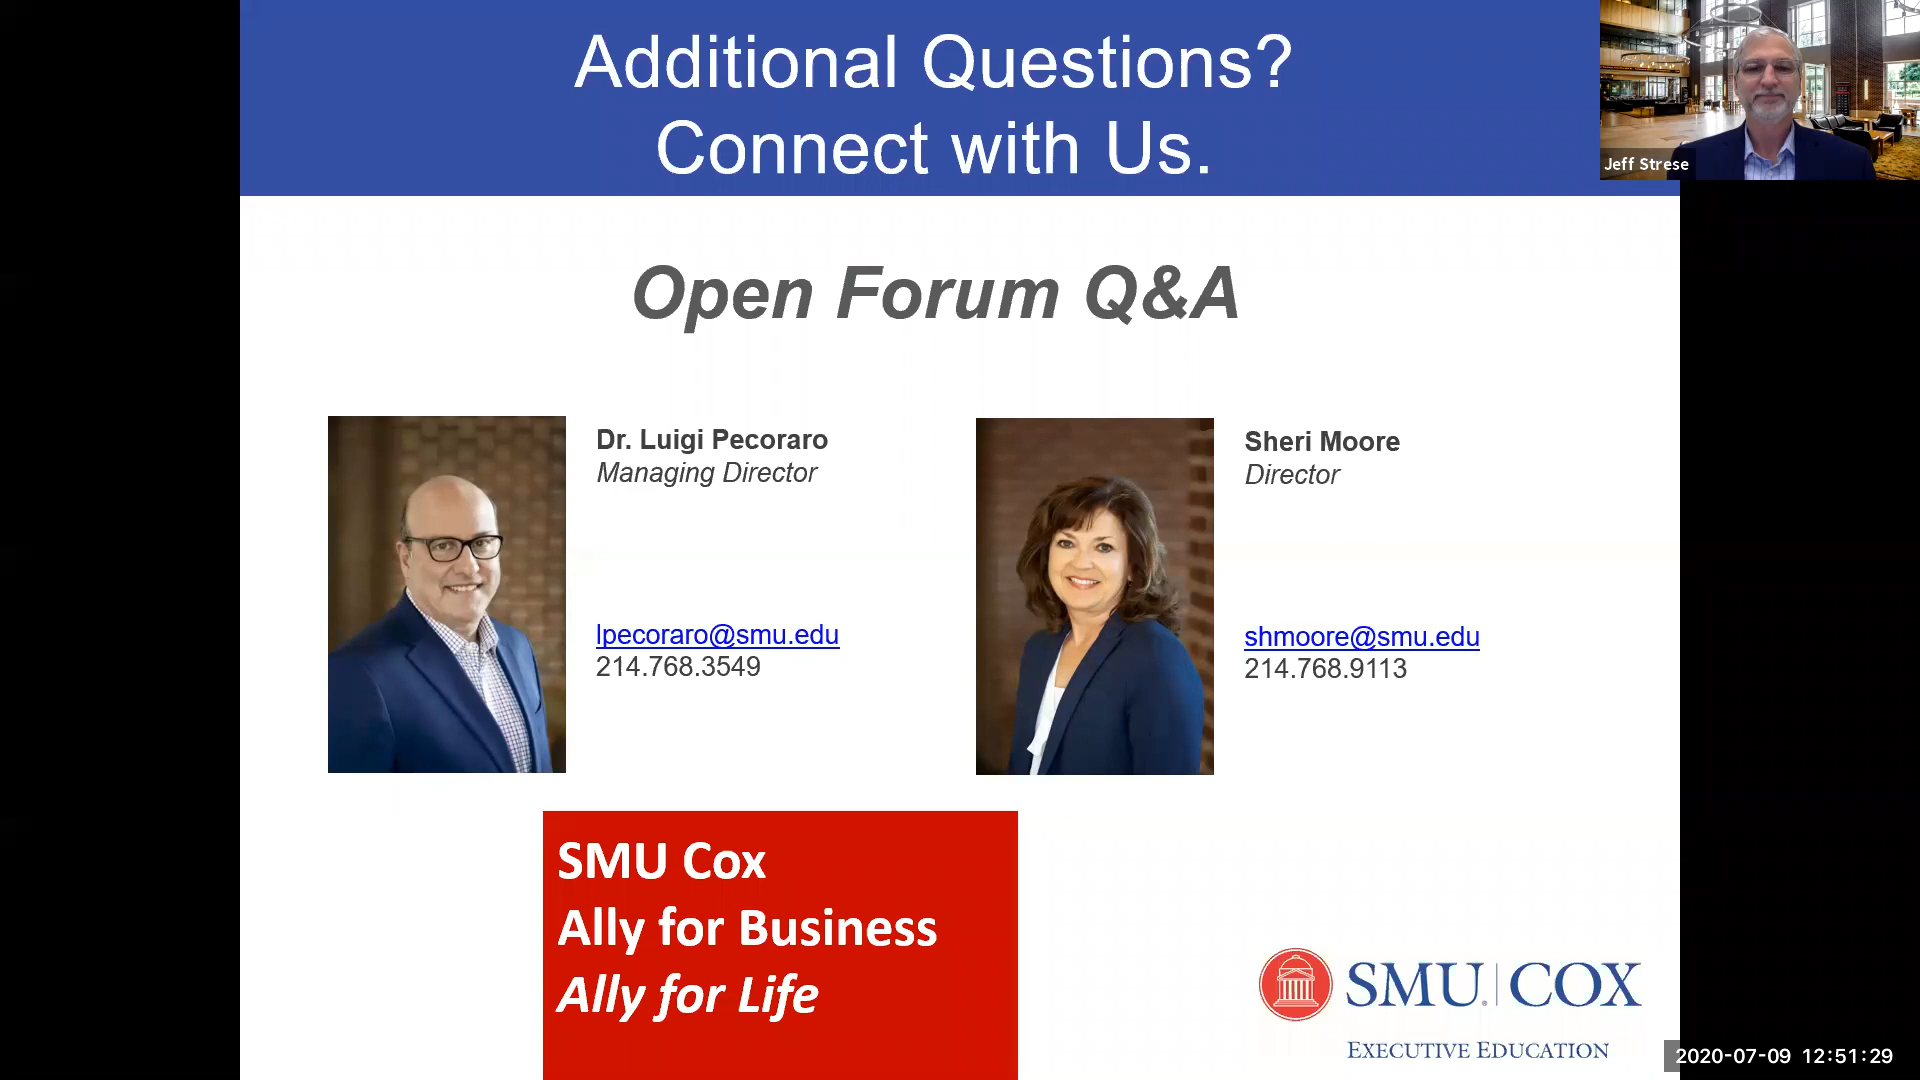 Additional Questions?
Connect with Us.
Jeff Strese
Open Forum Q&A
Dr. Luigi Pecoraro
Managing Director
lpecoraro@smu.edu
214.768.3549
Sheri Moore
Director
shmoore@smu.edu
214.768.9113
SMU Cox
Ally for Business
Ally for Life
SMU. COX
EXECUTIVE EDUCATION
2020-07-09 12:51:29